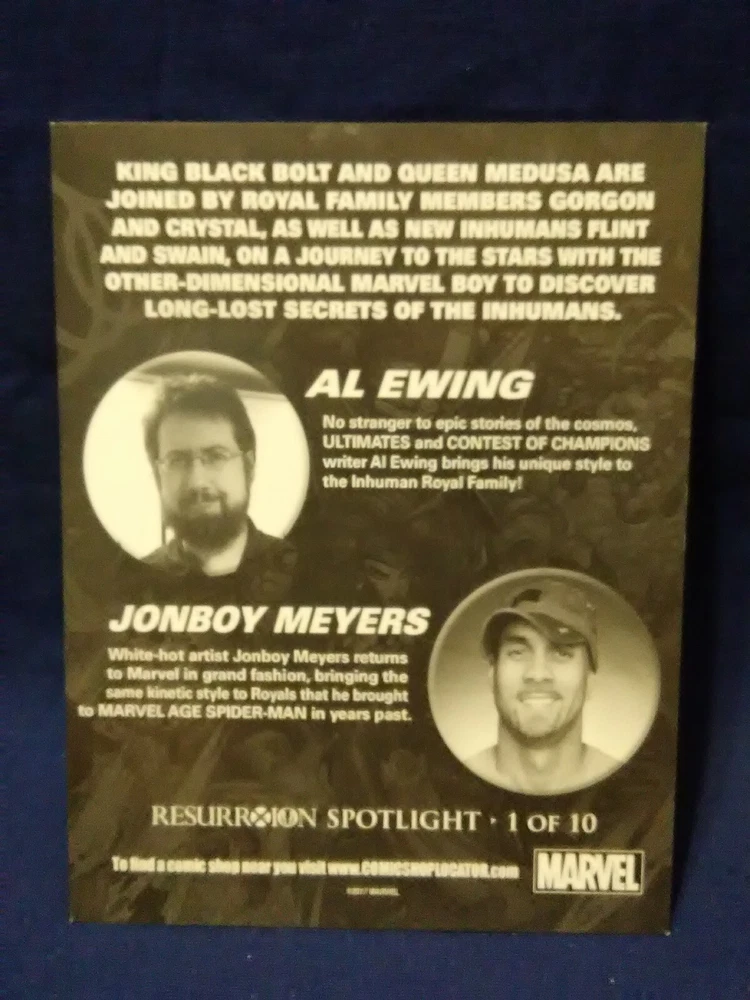 KING BLACK BOLT AND QUEEN MEDUSA ARE
JOINED BY ROYAL FAMILY MEMBERS GORGON
AND CRYSTAL, AS WELL AS NEW INHUMANS FLINT
AND SWAIN, ON A JOURNEY TO THE STARS WITH THE
OTHER-DIMENSIONAL MARVEL BOY TO DISCOVER
LONG-LOST SECRETS OF THE INHUMANS.
AL EWING
No stranger to epic stories of the cosmos,
ULTIMATES and CONTEST OF CHAMPIONS
writer Al Ewing brings his unique style to
the Inhuman Royal Family!
JONBOY MEYERS
White-hot artist Jonboy Meyers returns
to Marvel in grand fashion, bringing the
same kinetic style to Royals that he brought
to MARVEL AGE SPIDER-MAN in years past.
RESURRXION SPOTLIGHT · 1 OF 10
To find a comic shop near you visit www.COMICSHOPLOCATOR.com
MARVEL
©2017 MARVEL